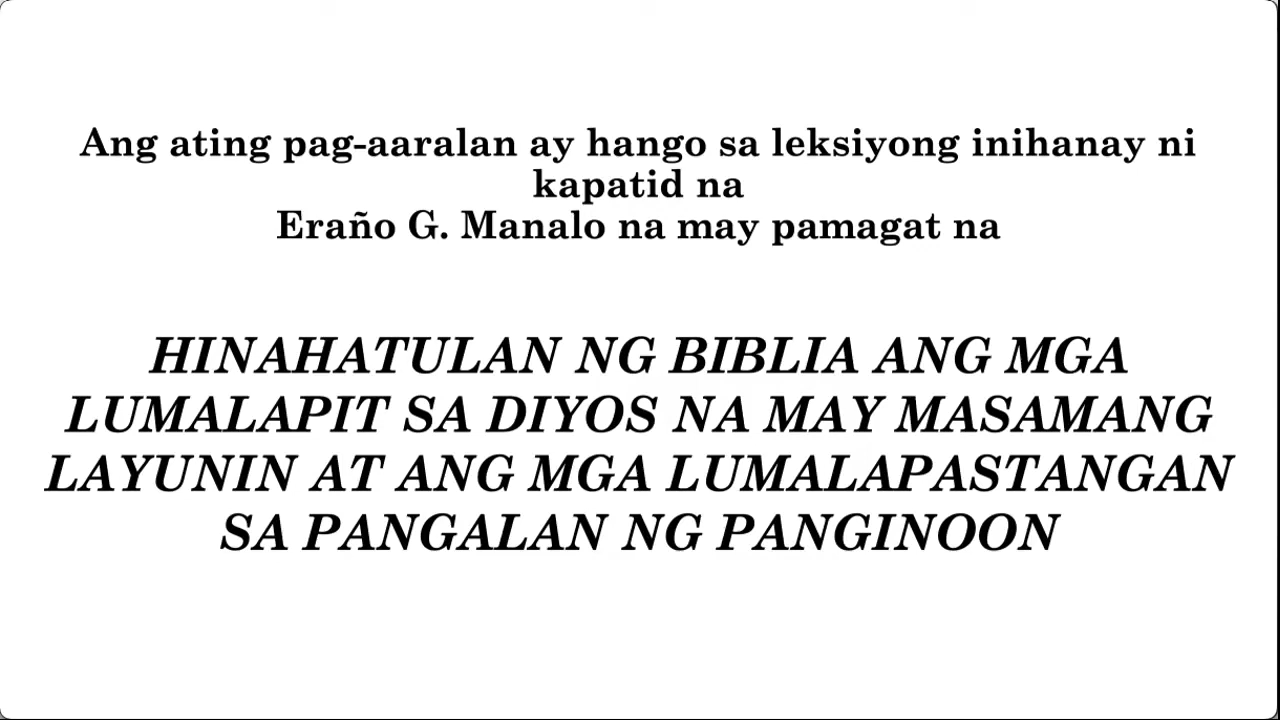 Ang ating pag-aaralan ay hango sa leksiyong inihanay ni
kapatid na
Eraño G. Manalo na may pamagat na
HINAHATULAN NG BIBLIA ANG MGA
LUMALAPIT SA DIYOS NA MAY MASAMANG
LAYUNIN AT ANG MGA LUMALAPASTANGAN
SA PANGALAN NG PANGINOON